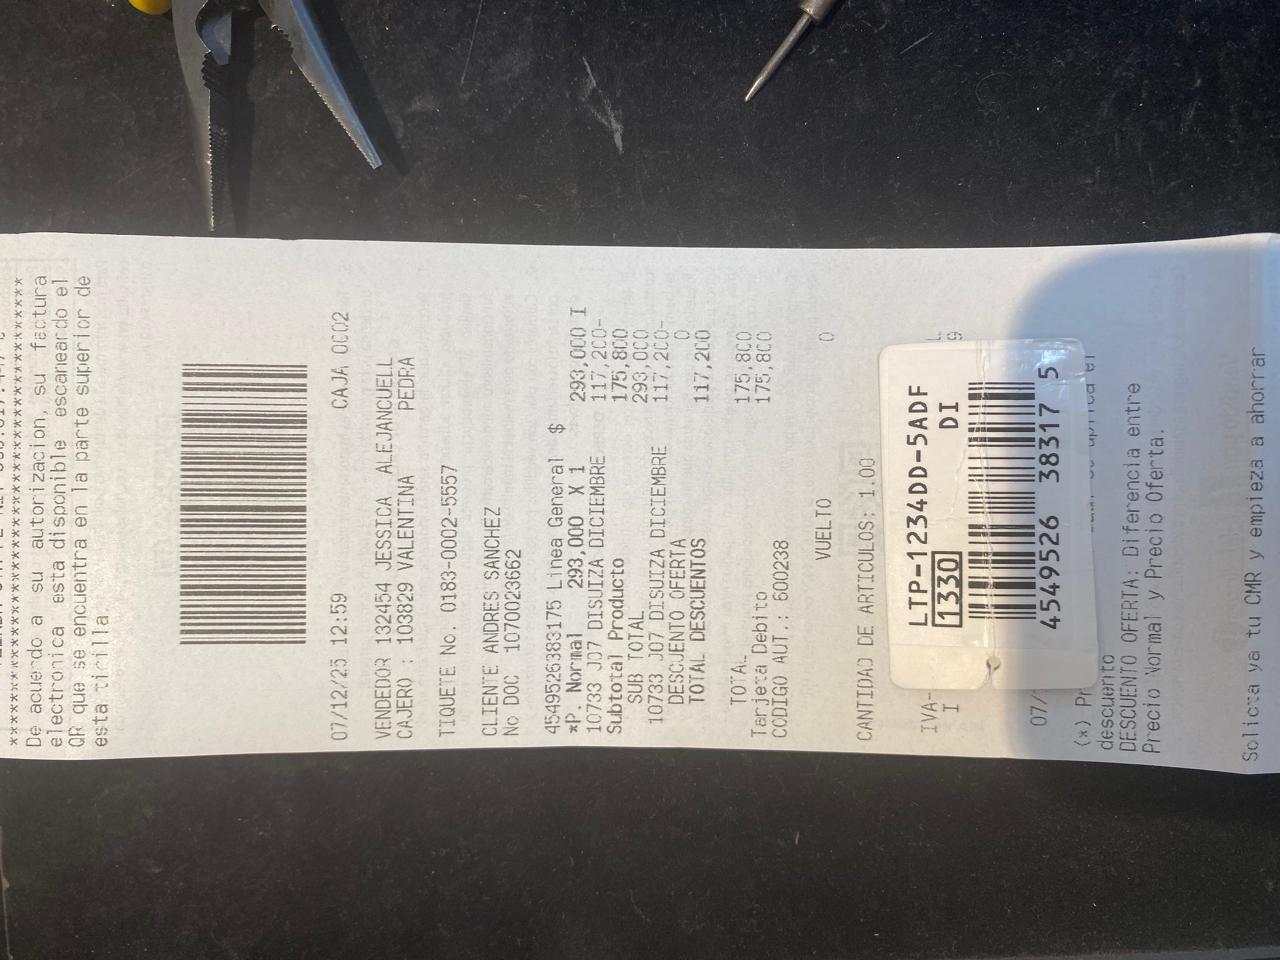 ****************************************
De acuerdo a su autorizacion, su factura
electronica esta disponible escaneardo el
QR que se encuentra en la parte superior de
esta tirilla.
07/12/25 12:59 CAJA 0002
VENDEDOR 132454 JESSICA ALEJANCUELL
CAJERO : 103829 VALENTINA PEDRA
TIQUETE No. 0183-0002-5557
CLIENTE ANDRES SANCHEZ
No DOC 1070023662
4549526383175 Linea General $
*P. Normal 293,000 X 1 293,000 I
10733 J07 DISUIZA DICIEMBRE 117,200-
Subtotal Producto 175,800
SUB TOTAL 293,000
10733 J07 DISUIZA DICIEMBRE 117,200-
DESCUENTO OFERTA 0
TOTAL DESCUENTOS 117,200
TOTAL 175,800
Tarjeta Debito 175,800
CODIGO AUT.: 600238
VUELTO 0
CANTIDAD DE ARTICULOS: 1.00
LTP-1234DD-5ADF
1330 DI
4549526 38317 5
IVA-
I
07/
(*) Pr
descuento
DESCUENTO OFERTA: Diferencia entre
Precio Normal y Precio Oferta.
Solicita ya tu CMR y empieza a ahorrar